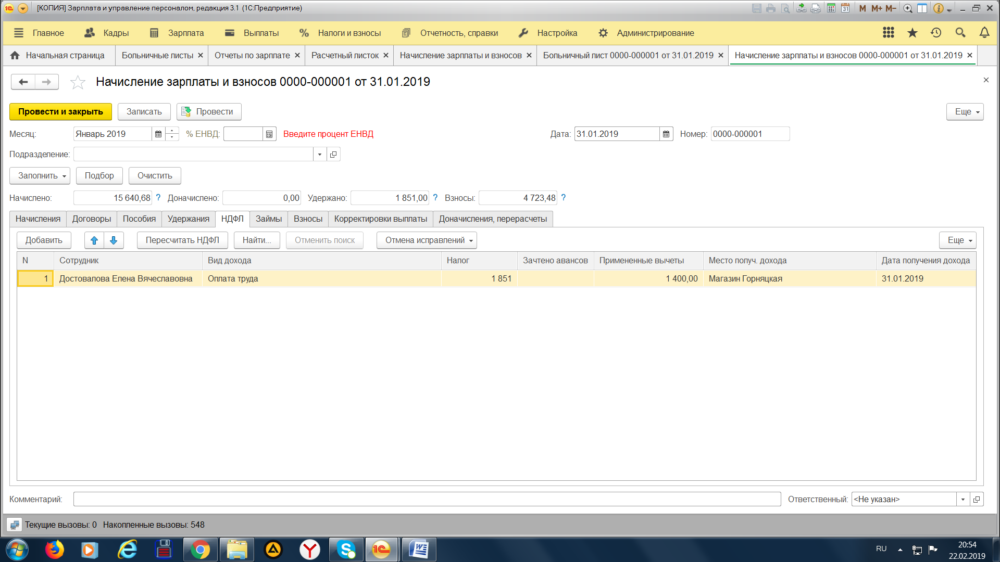 [КОПИЯ] Зарплата и управление персоналом, редакция 3.1 (1С:Предприятие)
M M+ M−
Главное Кадры Зарплата Выплаты % Налоги и взносы Отчетность, справки Настройка Администрирование
Начальная страница Больничные листы Отчеты по зарплате Расчетный листок Начисление зарплаты и взносов Больничный лист 0000-000001 от 31.01.2019 Начисление зарплаты и взносов 0000-000001 от 31.01.2019
Начисление зарплаты и взносов 0000-000001 от 31.01.2019
Провести и закрыть Записать Провести Еще
Месяц: Январь 2019 % ЕНВД: Введите процент ЕНВД Дата: 31.01.2019 Номер: 0000-000001
Подразделение:
Заполнить Подбор Очистить
Начислено: 15 640,68 ? Доначислено: 0,00 Удержано: 1 851,00 ? Взносы: 4 723,48 ?
Начисления Договоры Пособия Удержания НДФЛ Займы Взносы Корректировки выплаты Доначисления, перерасчеты
Добавить Пересчитать НДФЛ Найти... Отменить поиск Отмена исправлений Еще
N Сотрудник Вид дохода Налог Зачтено авансов Примененные вычеты Место получ. дохода Дата получения дохода
1 Достовалова Елена Вячеславовна Оплата труда 1 851 1 400,00 Магазин Горняцкая 31.01.2019
Комментарий: Ответственный: <Не указан>
Текущие вызовы: 0 Накопленные вызовы: 548
RU 20:54
22.02.2019